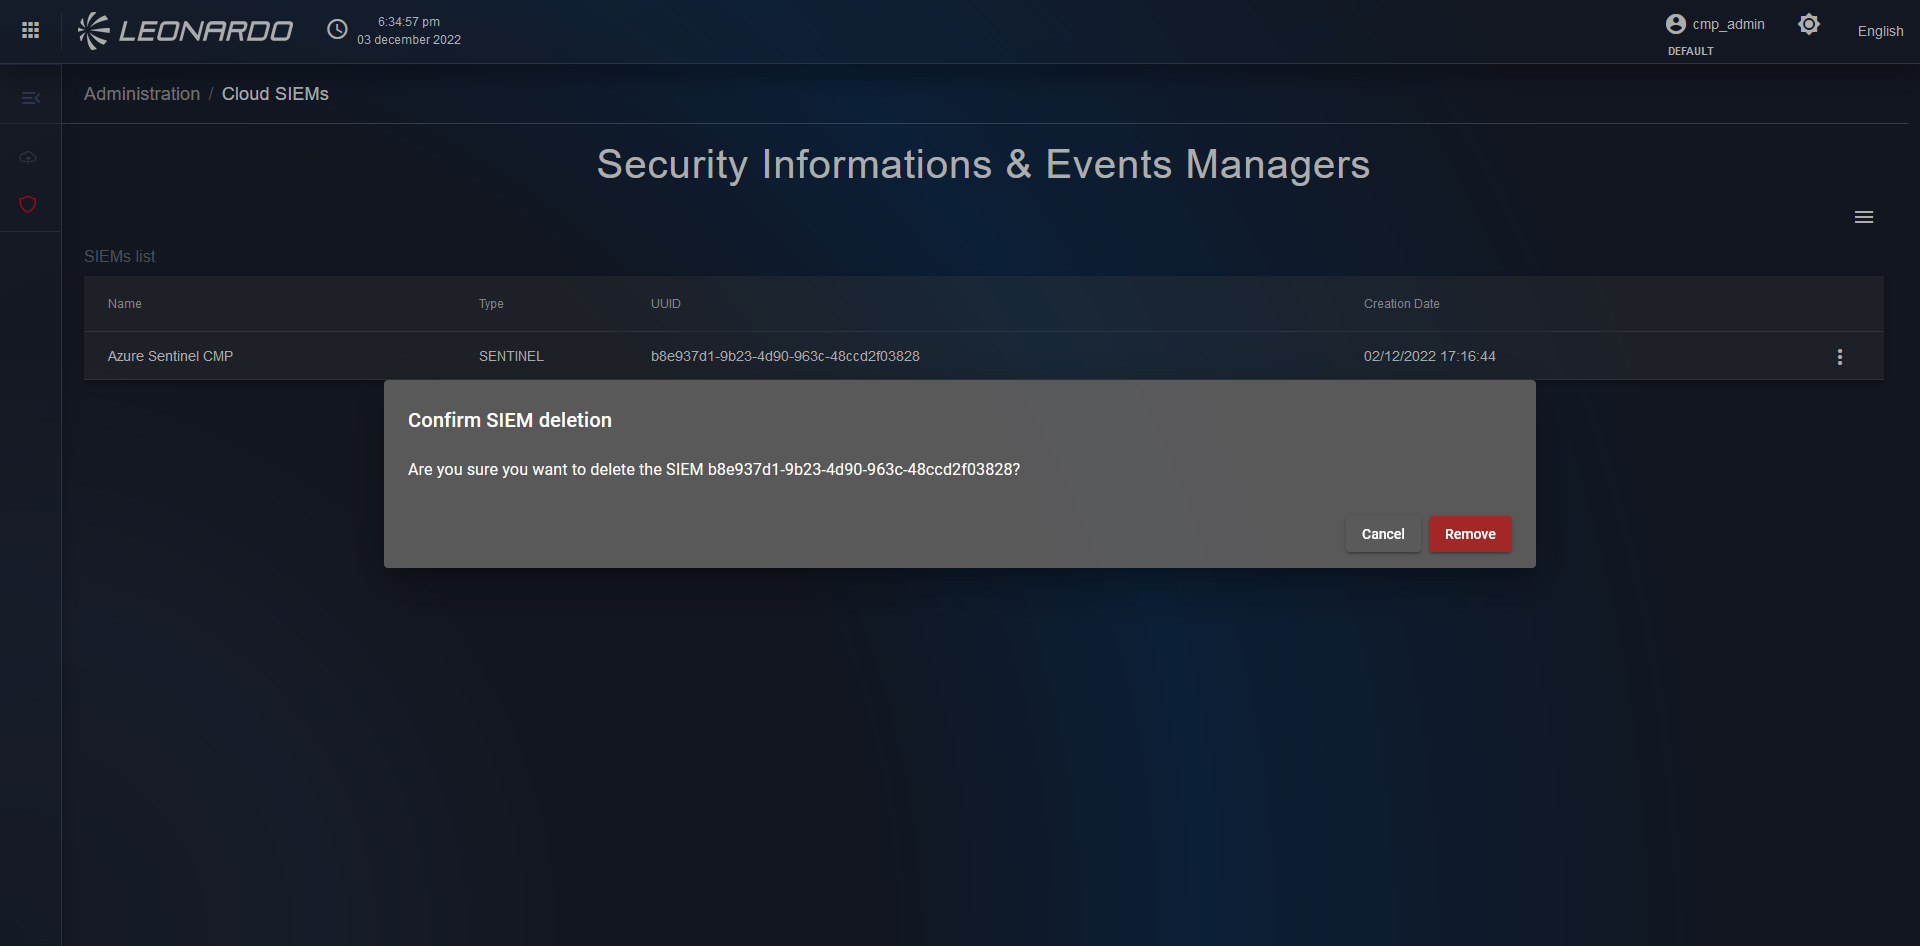 LEONARDO
6:34:57 pm
03 december 2022
cmp_admin
DEFAULT
English
Administration / Cloud SIEMs
Security Informations & Events Managers
SIEMs list
Name Type UUID Creation Date
Azure Sentinel CMP SENTINEL b8e937d1-9b23-4d90-963c-48ccd2f03828 02/12/2022 17:16:44
Confirm SIEM deletion
Are you sure you want to delete the SIEM b8e937d1-9b23-4d90-963c-48ccd2f03828?
Cancel Remove